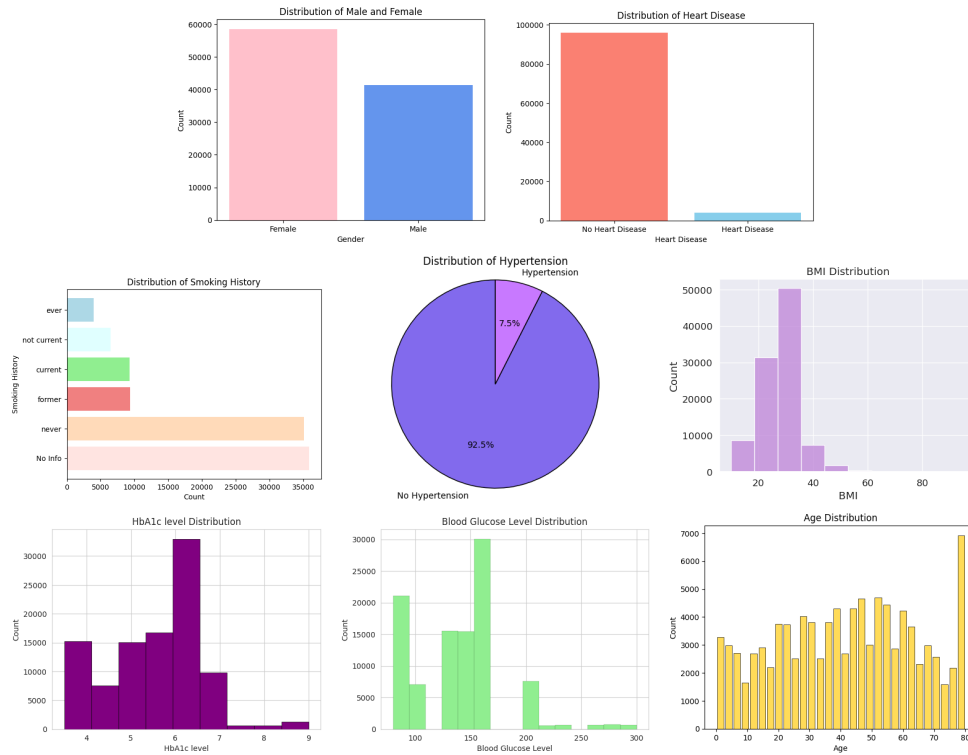 Distribution of Male and Female
60000
50000
40000
30000
20000
10000
0
Count
Female Male
Gender
Distribution of Heart Disease
100000
80000
60000
40000
20000
0
Count
No Heart Disease Heart Disease
Heart Disease
Distribution of Smoking History
ever
not current
current
former
never
No Info
Smoking History
0 5000 10000 15000 20000 25000 30000 35000
Count
Distribution of Hypertension
Hypertension
7.5%
92.5%
No Hypertension
BMI Distribution
50000
40000
30000
20000
10000
0
Count
20 40 60 80
BMI
HbA1c level Distribution
30000
25000
20000
15000
10000
5000
0
Count
4 5 6 7 8 9
HbA1c level
Blood Glucose Level Distribution
30000
25000
20000
15000
10000
5000
0
Count
100 150 200 250 300
Blood Glucose Level
Age Distribution
7000
6000
5000
4000
3000
2000
1000
0
Count
0 10 20 30 40 50 60 70 80
Age